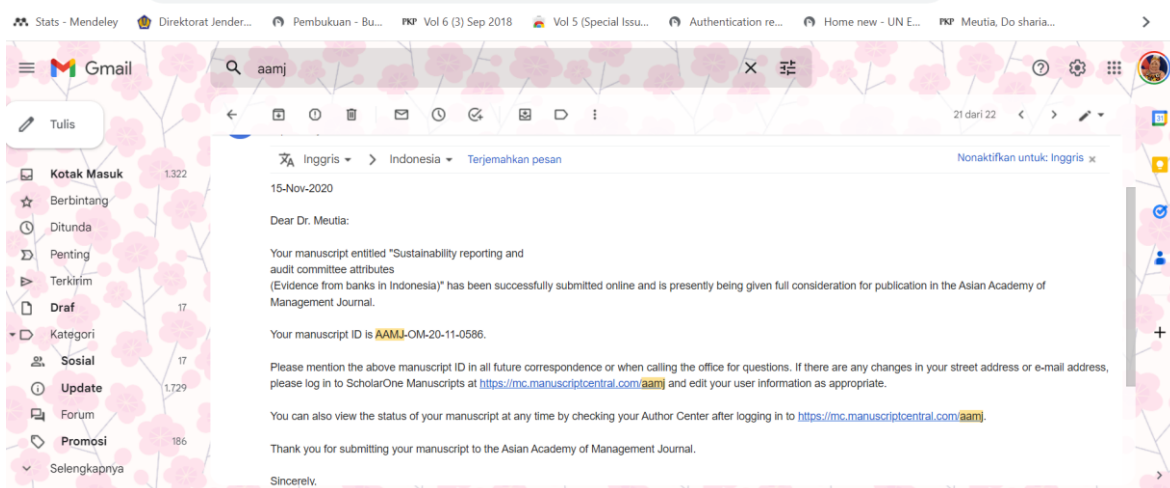 Stats - Mendeley Direktorat Jender... Pembukuan - Bu... PKP Vol 6 (3) Sep 2018 Vol 5 (Special Issu... Authentication re... Home new - UN E... PKP Meutia, Do sharia...
Gmail
aamj
Tulis
21 dari 22
Inggris > Indonesia Terjemahkan pesan Nonaktifkan untuk: Inggris x
Kotak Masuk 1.322
Berbintang
Ditunda
Penting
Terkirim
Draf 17
Kategori
Sosial 17
Update 1.729
Forum
Promosi 186
Selengkapnya
15-Nov-2020
Dear Dr. Meutia:
Your manuscript entitled "Sustainability reporting and
audit committee attributes
(Evidence from banks in Indonesia)" has been successfully submitted online and is presently being given full consideration for publication in the Asian Academy of
Management Journal.
Your manuscript ID is AAMJ-OM-20-11-0586.
Please mention the above manuscript ID in all future correspondence or when calling the office for questions. If there are any changes in your street address or e-mail address,
please log in to ScholarOne Manuscripts at https://mc.manuscriptcentral.com/aamj and edit your user information as appropriate.
You can also view the status of your manuscript at any time by checking your Author Center after logging in to https://mc.manuscriptcentral.com/aamj.
Thank you for submitting your manuscript to the Asian Academy of Management Journal.
Sincerely,
31